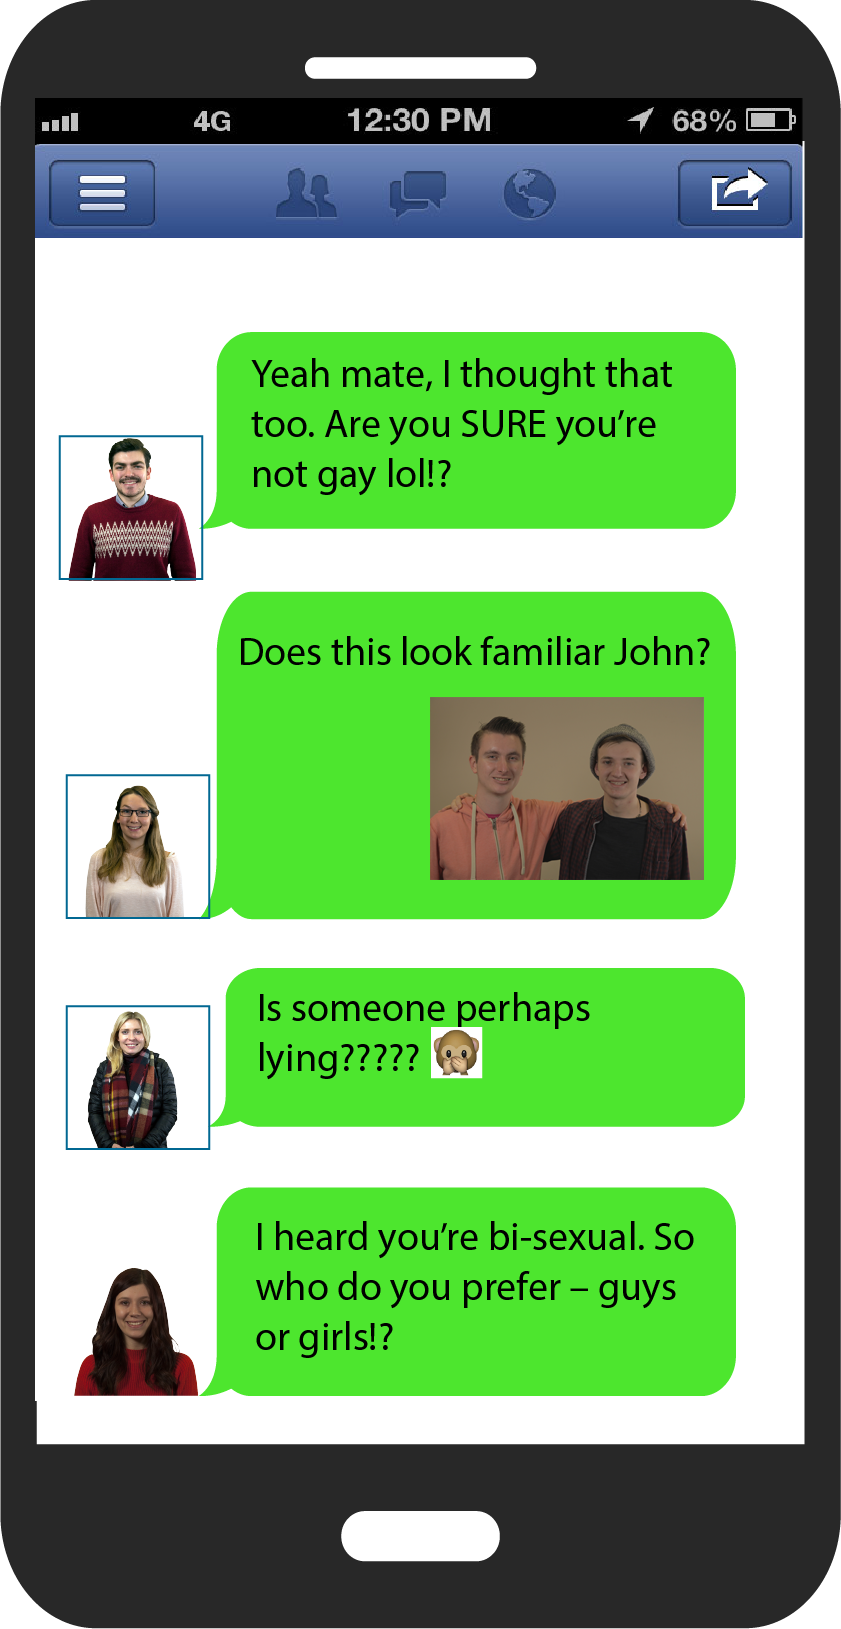 4G 12:30 PM 68%
Yeah mate, I thought that
too. Are you SURE you’re
not gay lol!?
Does this look familiar John?
Is someone perhaps
lying?????
I heard you’re bi-sexual. So
who do you prefer – guys
or girls!?